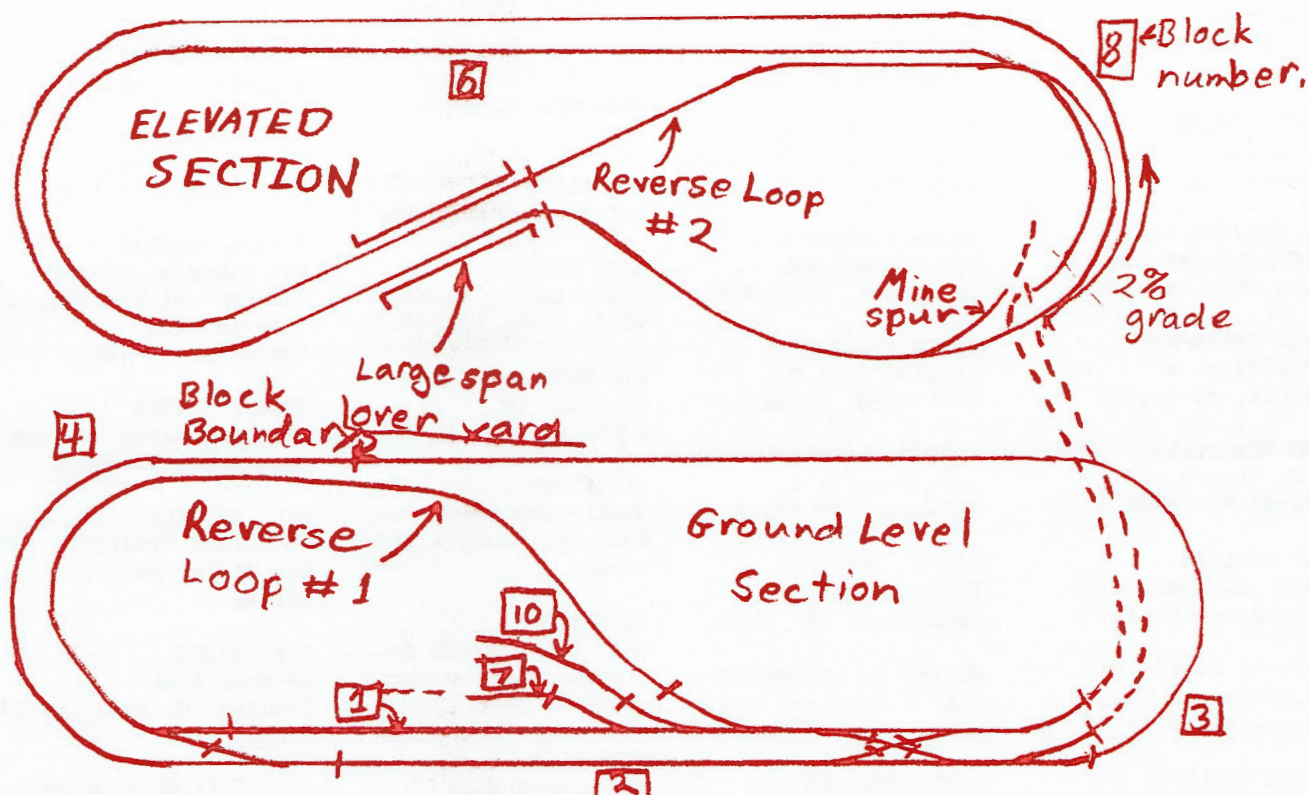 8 ←Block
number.
6
ELEVATED
SECTION
Reverse Loop
#2
Mine
spur→
2%
grade
Large span
over yard
Block
Boundary
4
Reverse
Loop #1
Ground Level
Section
10
7
1
3
2